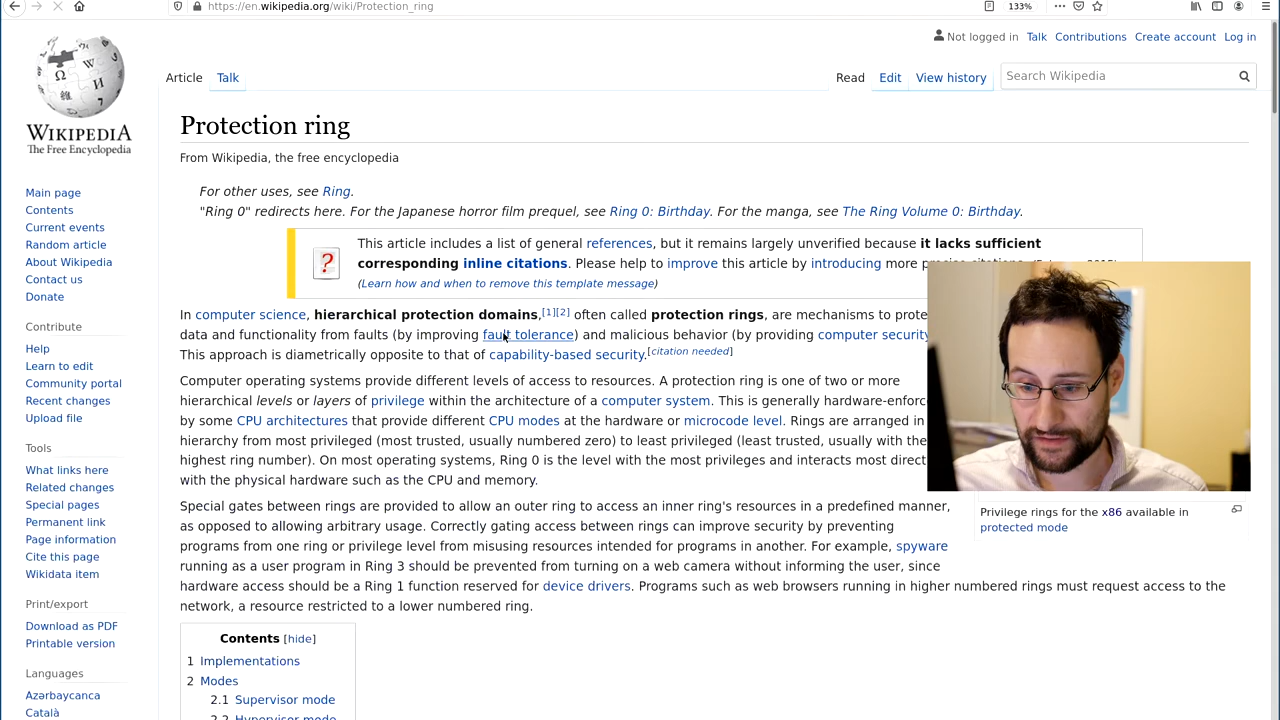 https://en.wikipedia.org/wiki/Protection_ring
133%
Not logged in Talk Contributions Create account Log in
Article Talk Read Edit View history Search Wikipedia
WIKIPEDIA
The Free Encyclopedia
Main page
Contents
Current events
Random article
About Wikipedia
Contact us
Donate
Contribute
Help
Learn to edit
Community portal
Recent changes
Upload file
Tools
What links here
Related changes
Special pages
Permanent link
Page information
Cite this page
Wikidata item
Print/export
Download as PDF
Printable version
Languages
Azərbaycanca
Català
Protection ring
From Wikipedia, the free encyclopedia
For other uses, see Ring.
"Ring 0" redirects here. For the Japanese horror film prequel, see Ring 0: Birthday. For the manga, see The Ring Volume 0: Birthday.
This article includes a list of general references, but it remains largely unverified because it lacks sufficient
corresponding inline citations. Please help to improve this article by introducing more
(Learn how and when to remove this template message)
In computer science, hierarchical protection domains,[1][2] often called protection rings, are mechanisms to prote
data and functionality from faults (by improving fault tolerance) and malicious behavior (by providing computer security
This approach is diametrically opposite to that of capability-based security.[citation needed]
Computer operating systems provide different levels of access to resources. A protection ring is one of two or more
hierarchical levels or layers of privilege within the architecture of a computer system. This is generally hardware-enforc
by some CPU architectures that provide different CPU modes at the hardware or microcode level. Rings are arranged in
hierarchy from most privileged (most trusted, usually numbered zero) to least privileged (least trusted, usually with the
highest ring number). On most operating systems, Ring 0 is the level with the most privileges and interacts most direct
with the physical hardware such as the CPU and memory.
Special gates between rings are provided to allow an outer ring to access an inner ring's resources in a predefined manner,
as opposed to allowing arbitrary usage. Correctly gating access between rings can improve security by preventing
programs from one ring or privilege level from misusing resources intended for programs in another. For example, spyware
running as a user program in Ring 3 should be prevented from turning on a web camera without informing the user, since
hardware access should be a Ring 1 function reserved for device drivers. Programs such as web browsers running in higher numbered rings must request access to the
network, a resource restricted to a lower numbered ring.
Privilege rings for the x86 available in
protected mode
Contents [hide]
1 Implementations
2 Modes
2.1 Supervisor mode
2.2 Hypervisor mode